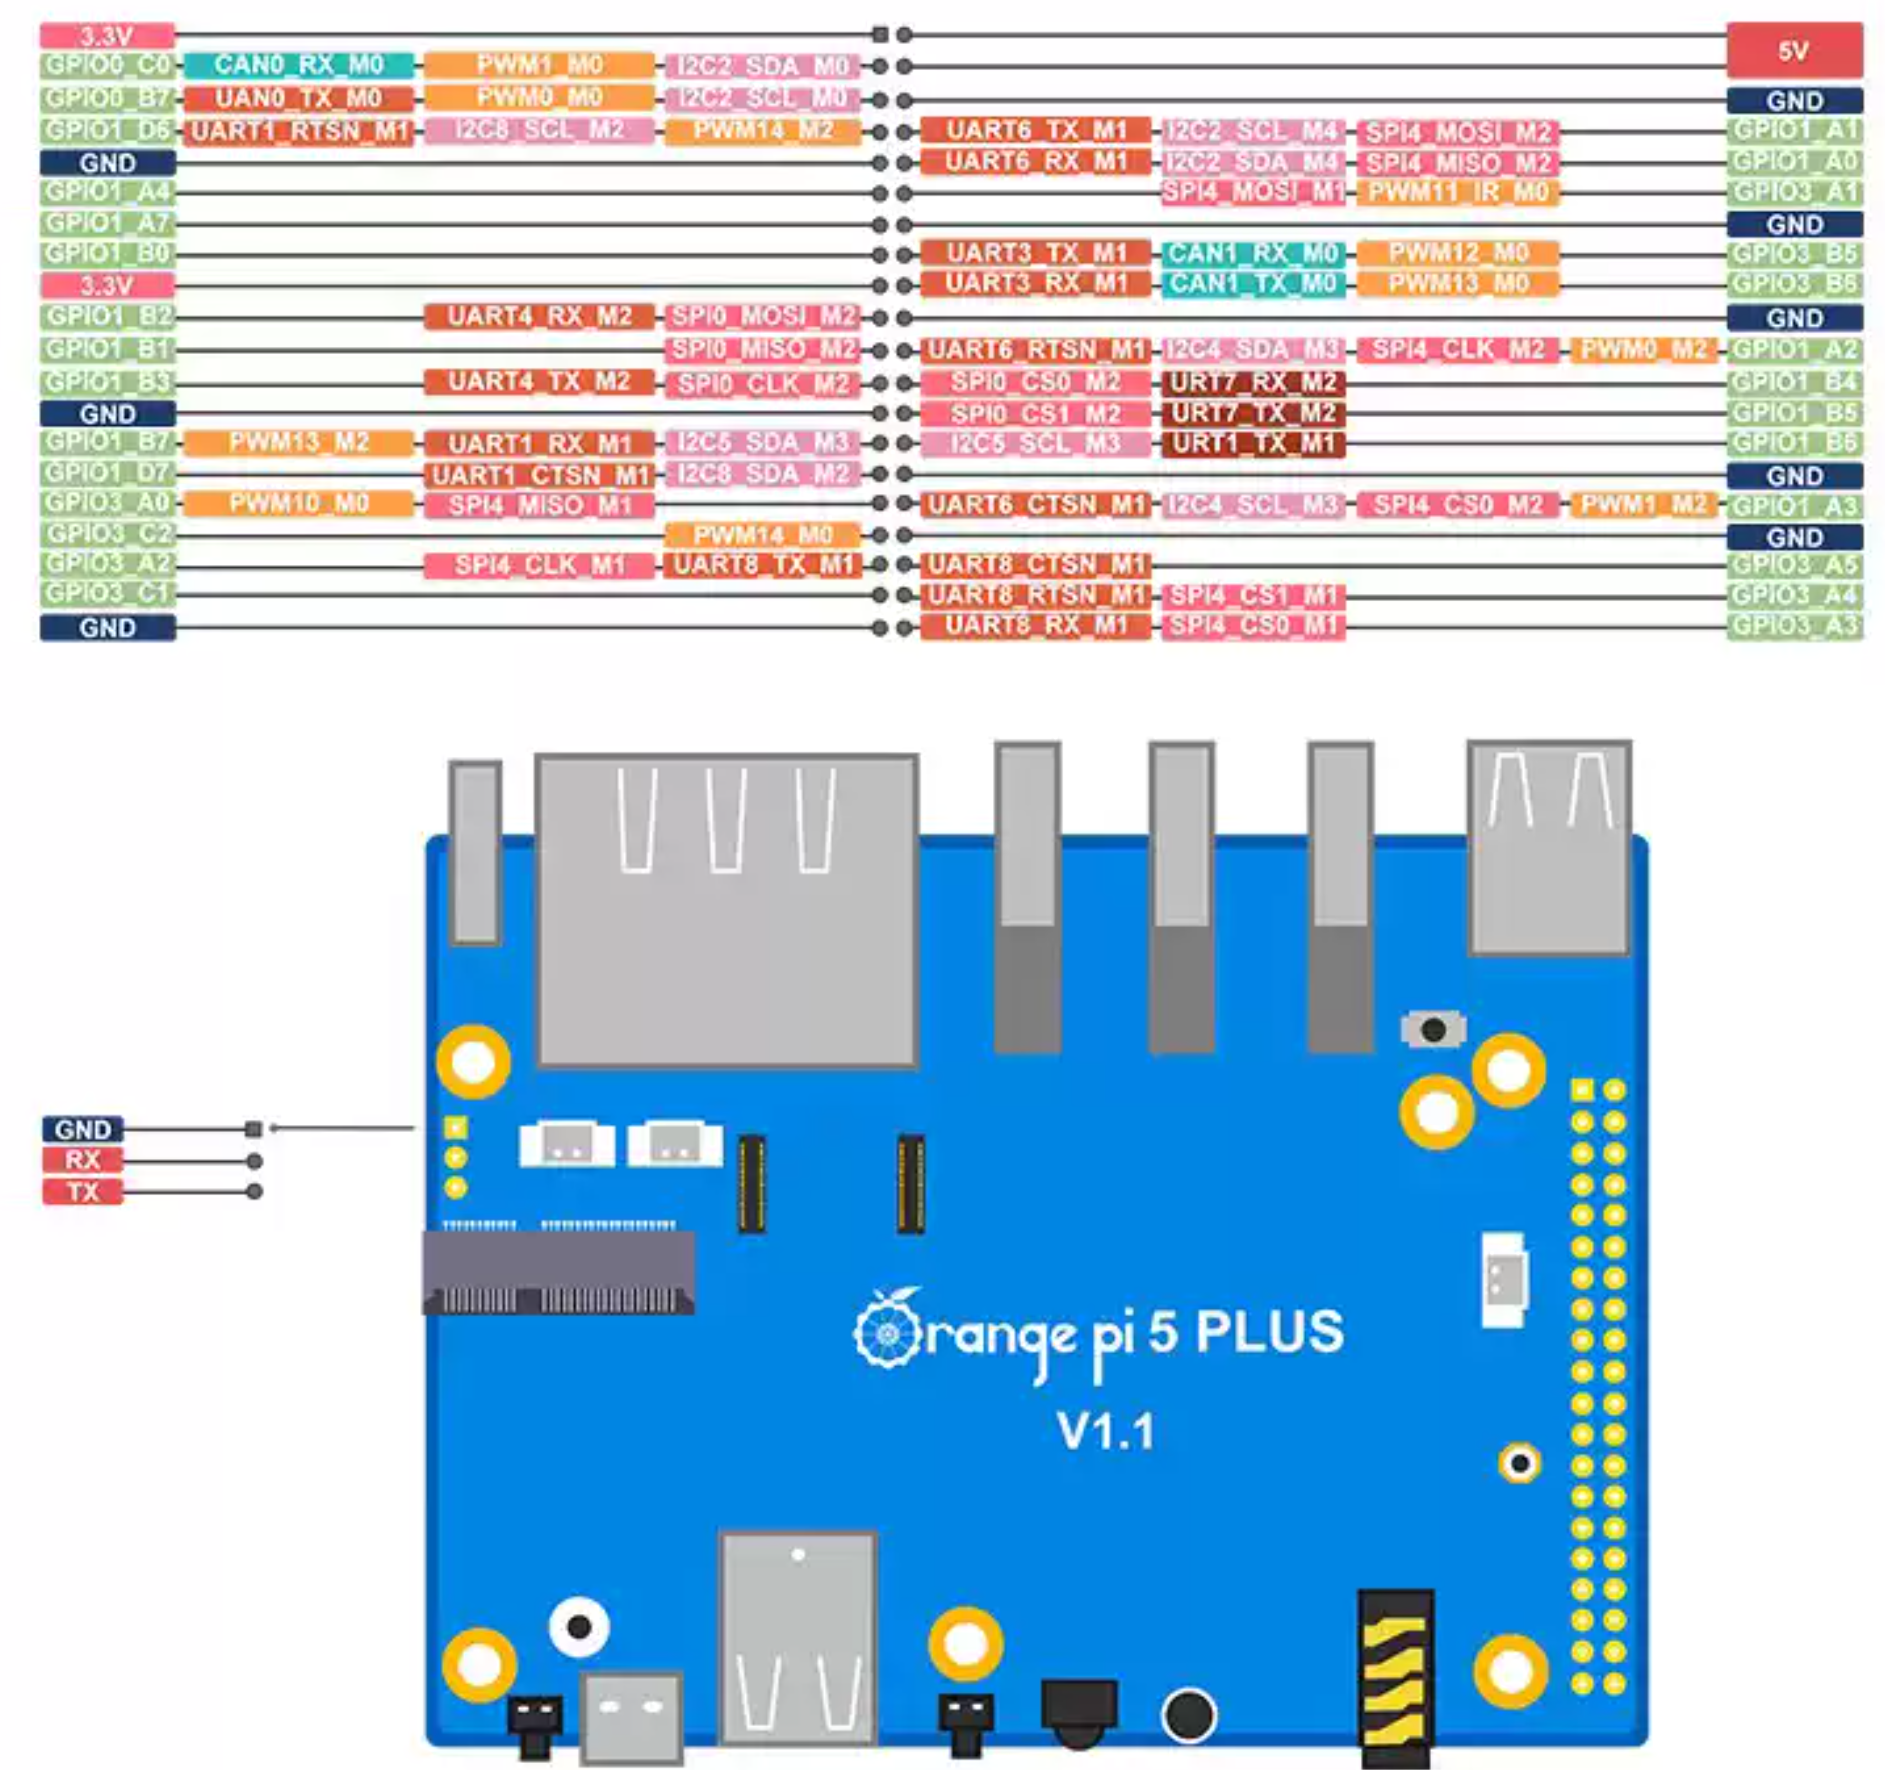 3.3V 5V
GPIO0_C0 CAN0_RX_M0 PWM1_M0 I2C2_SDA_M0
GPIO0_B7 UAN0_TX_M0 PWM0_M0 I2C2_SCL_M0 GND
GPIO1_D6 UART1_RTSN_M1 I2C8_SCL_M2 PWM14_M2 UART6_TX_M1 I2C2_SCL_M4 SPI4_MOSI_M2 GPIO1_A1
GND UART6_RX_M1 I2C2_SDA_M4 SPI4_MISO_M2 GPIO1_A0
GPIO1_A4 SPI4_MOSI_M1 PWM11_IR_M0 GPIO3_A1
GPIO1_A7 GND
GPIO1_B0 UART3_TX_M1 CAN1_RX_M0 PWM12_M0 GPIO3_B5
3.3V UART3_RX_M1 CAN1_TX_M0 PWM13_M0 GPIO3_B6
GPIO1_B2 UART4_RX_M2 SPI0_MOSI_M2 GND
GPIO1_B1 SPI0_MISO_M2 UART6_RTSN_M1 I2C4_SDA_M3 SPI4_CLK_M2 PWM0_M2 GPIO1_A2
GPIO1_B3 UART4_TX_M2 SPI0_CLK_M2 SPI0_CS0_M2 URT7_RX_M2 GPIO1_B4
GND SPI0_CS1_M2 URT7_TX_M2 GPIO1_B5
GPIO1_B7 PWM13_M2 UART1_RX_M1 I2C5_SDA_M3 I2C5_SCL_M3 URT1_TX_M1 GPIO1_B6
GPIO1_D7 UART1_CTSN_M1 I2C8_SDA_M2 GND
GPIO3_A0 PWM10_M0 SPI4_MISO_M1 UART6_CTSN_M1 I2C4_SCL_M3 SPI4_CS0_M2 PWM1_M2 GPIO1_A3
GPIO3_C2 PWM14_M0 GND
GPIO3_A2 SPI4_CLK_M1 UART8_TX_M1 UART8_CTSN_M1 GPIO3_A5
GPIO3_C1 UART8_RTSN_M1 SPI4_CS1_M1 GPIO3_A4
GND UART8_RX_M1 SPI4_CS0_M1 GPIO3_A3
GND
RX
TX
Orange pi 5 PLUS
V1.1